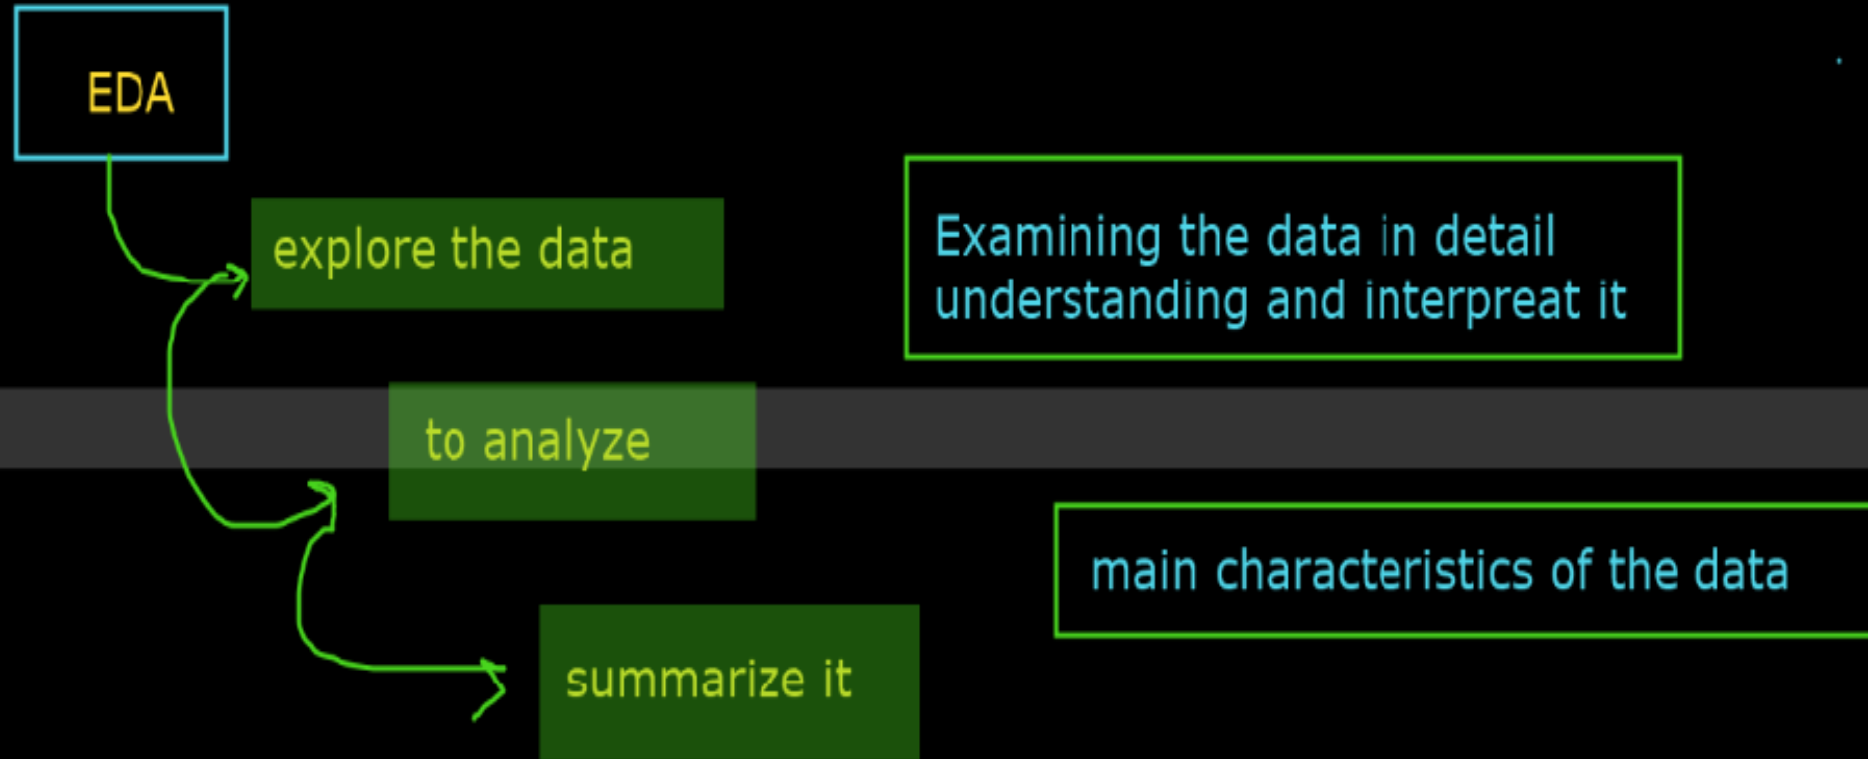 EDA
explore the data
Examining the data in detail
understanding and interpreat it
to analyze
main characteristics of the data
summarize it